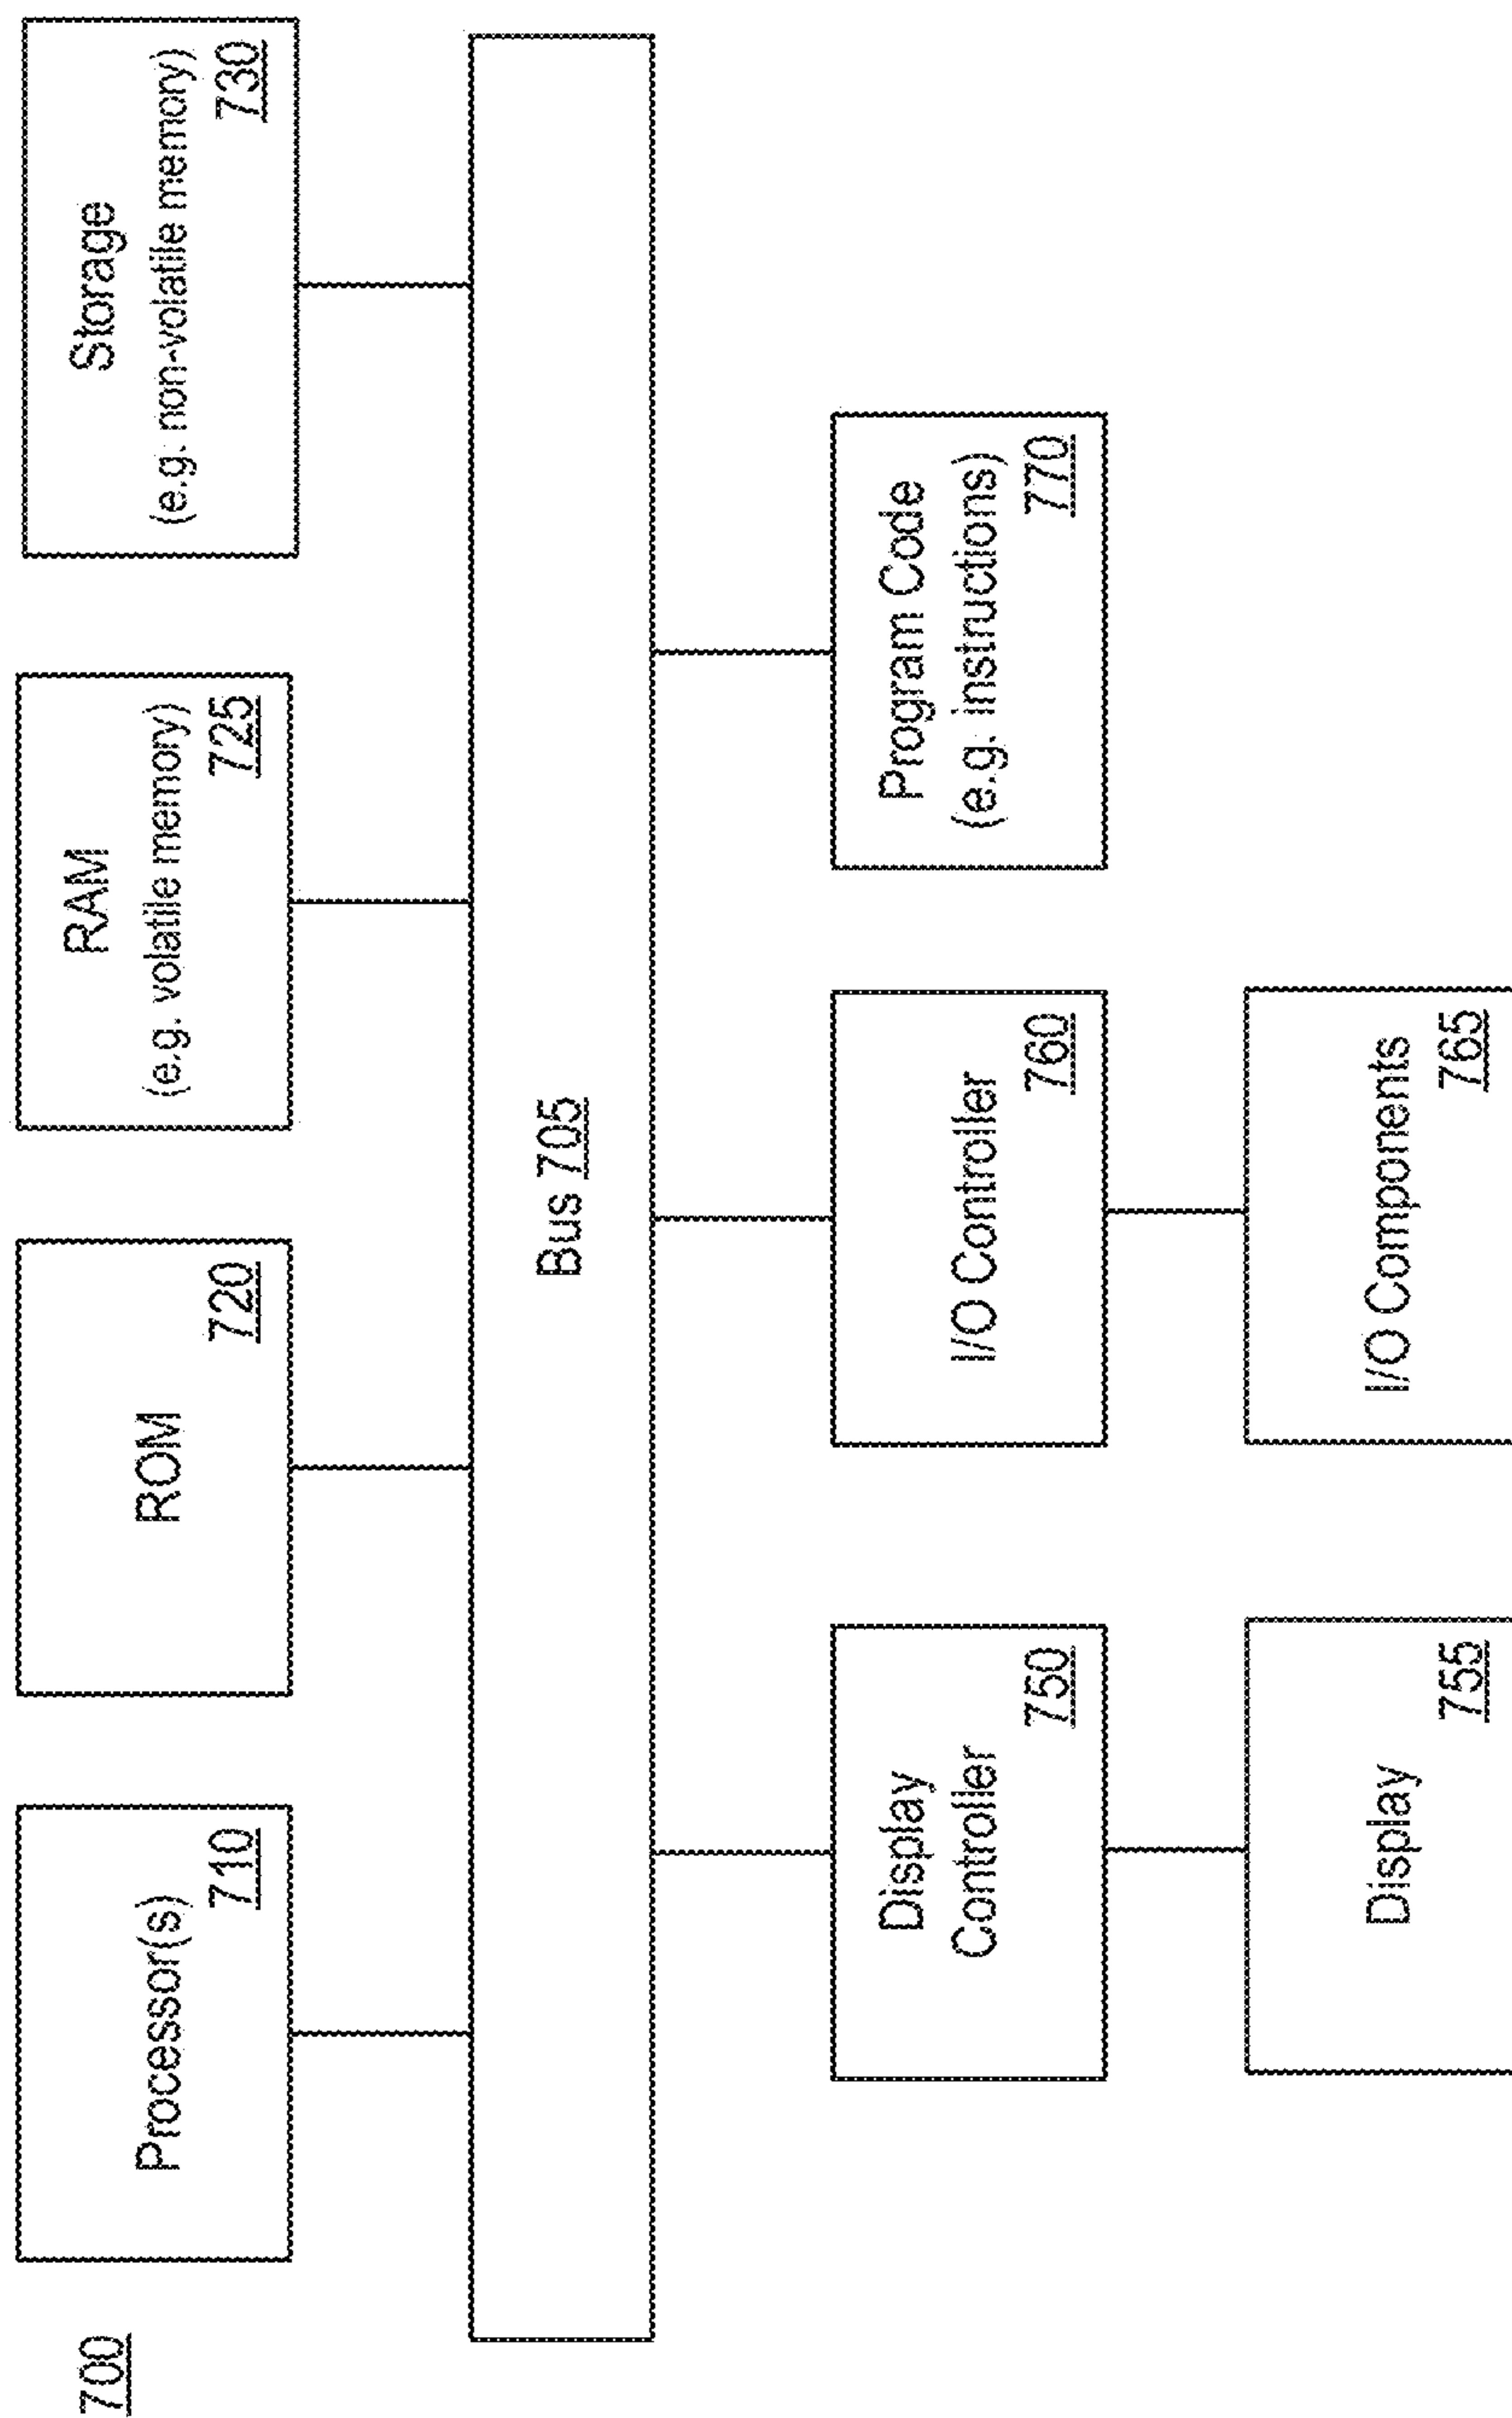 700
Processor(s)
710
ROM
720
RAM
(e.g. volatile memory)
725
Storage
(e.g. non-volatile memory)
730
Bus 705
Display
Controller
750
I/O Controller
760
Program Code
(e.g. instructions)
770
Display
755
I/O Components
765